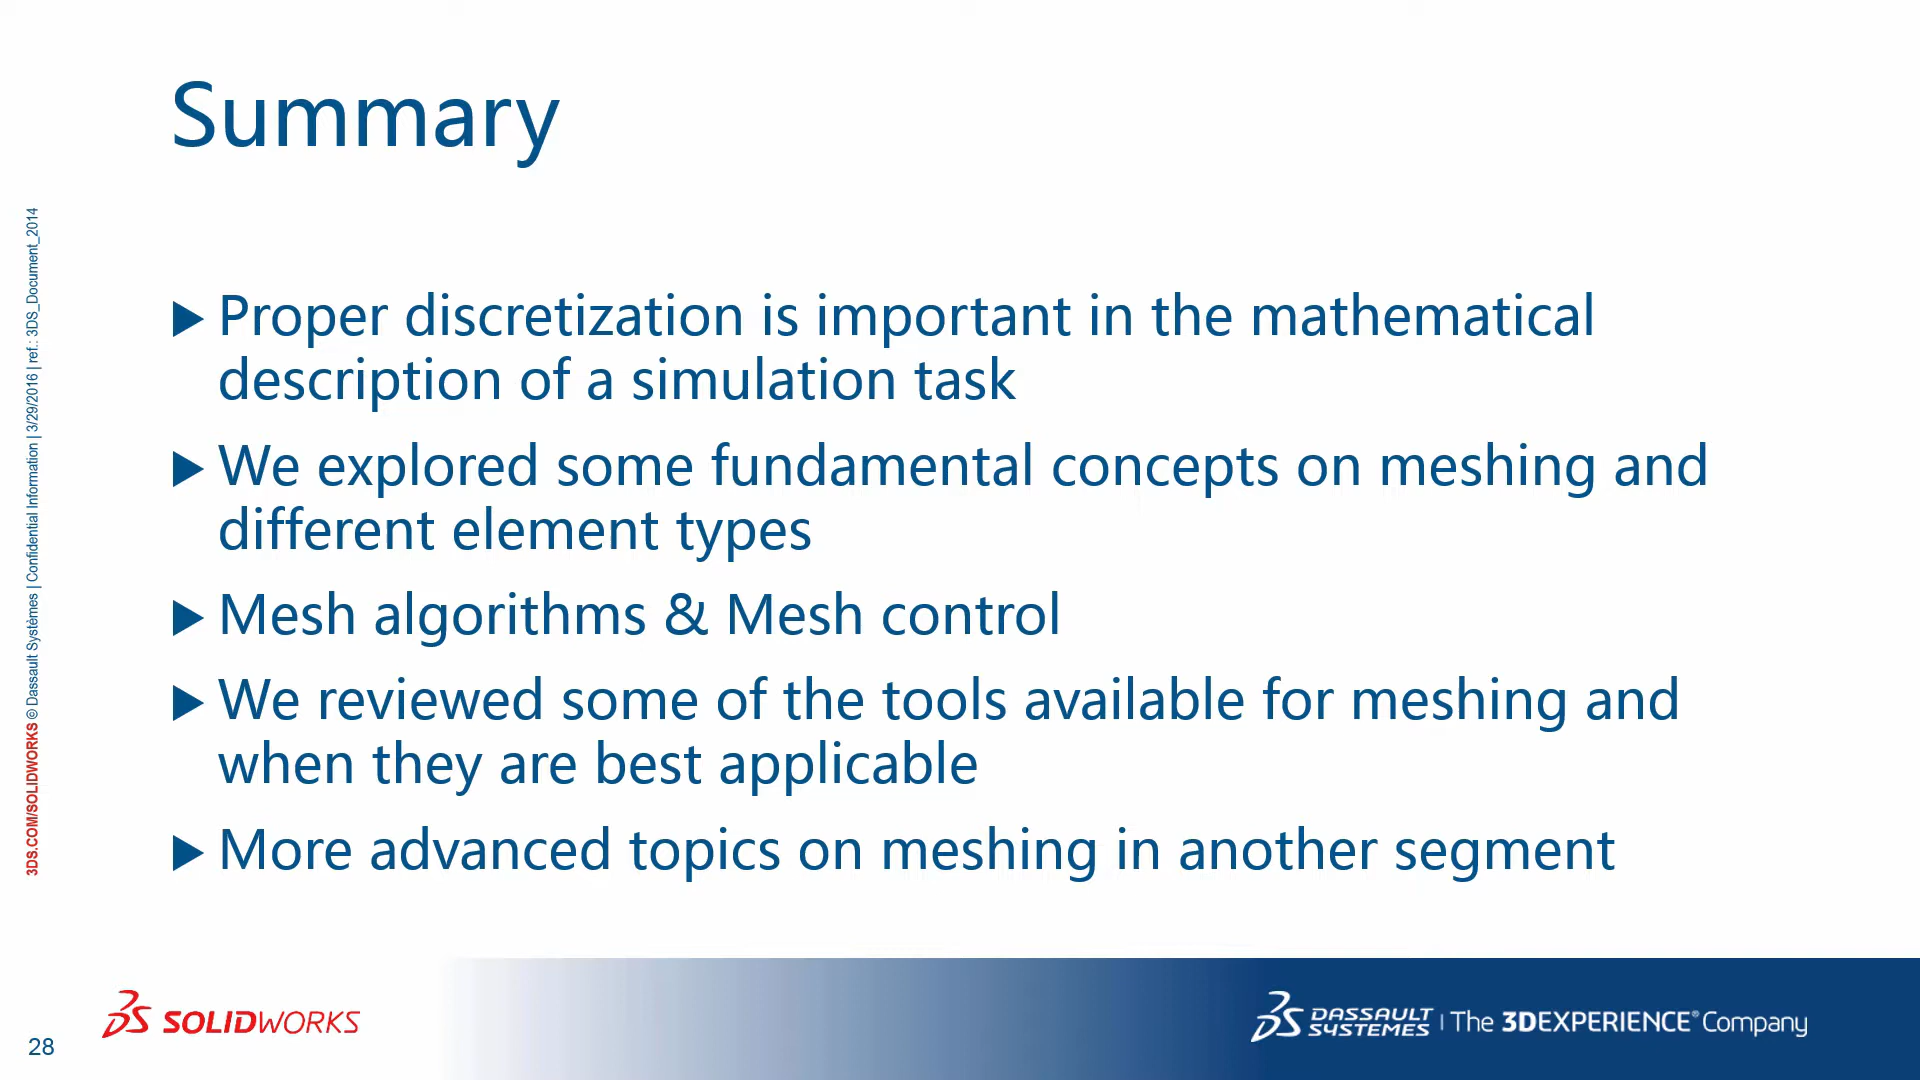 Summary
3DS.COM/SOLIDWORKS © Dassault Systèmes | Confidential Information | 3/29/2016 | ref.: 3DS_Document_2014
▶ Proper discretization is important in the mathematical
description of a simulation task
▶ We explored some fundamental concepts on meshing and
different element types
▶ Mesh algorithms & Mesh control
▶ We reviewed some of the tools available for meshing and
when they are best applicable
▶ More advanced topics on meshing in another segment
SOLIDWORKS
DASSAULT SYSTEMES | The 3DEXPERIENCE® Company
28